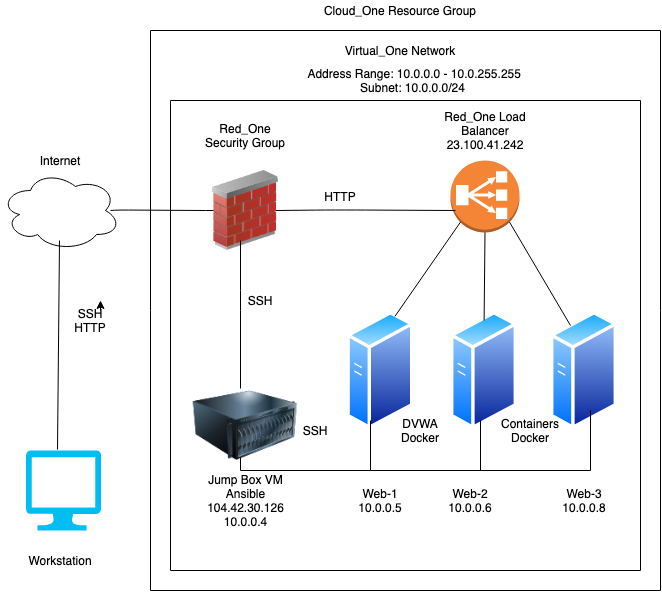 Cloud_One Resource Group
Virtual_One Network
Address Range: 10.0.0.0 - 10.0.255.255
Subnet: 10.0.0.0/24
Red_One
Security Group
Red_One Load
Balancer
23.100.41.242
Internet
HTTP
SSH
HTTP
SSH
SSH
DVWA
Docker
Containers
Docker
Jump Box VM
Ansible
104.42.30.126
10.0.0.4
Web-1
10.0.0.5
Web-2
10.0.0.6
Web-3
10.0.0.8
Workstation